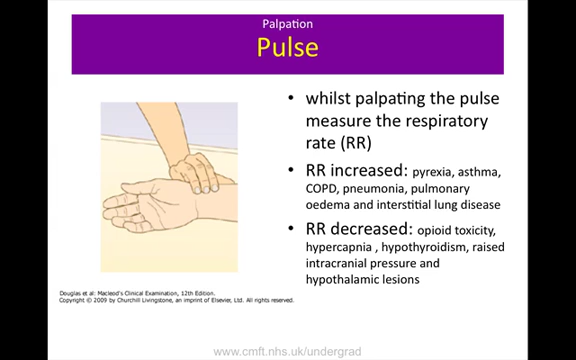 Palpation
Pulse
• whilst palpating the pulse
measure the respiratory
rate (RR)
• RR increased: pyrexia, asthma,
COPD, pneumonia, pulmonary
oedema and interstitial lung disease
• RR decreased: opioid toxicity,
hypercapnia , hypothyroidism, raised
intracranial pressure and
hypothalamic lesions
Douglas et al: Macleod's Clinical Examination, 12th Edition.
Copyright © 2009 by Churchill Livingstone, an imprint of Elsevier, Ltd. All rights reserved.
www.cmft.nhs.uk/undergrad